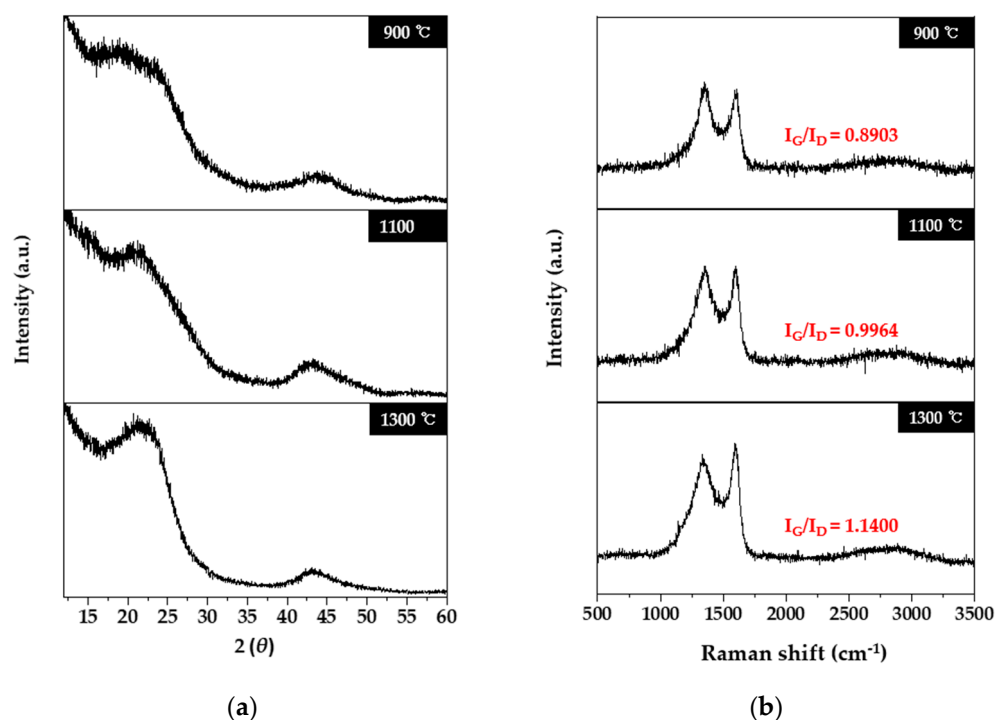 900 ℃
1100
1300 ℃
Intensity (a.u.)
15 20 25 30 35 40 45 50 55 60
2 (θ)
(a)
900 ℃
I_G/I_D = 0.8903
1100 ℃
I_G/I_D = 0.9964
1300 ℃
I_G/I_D = 1.1400
Intensity (a.u.)
500 1000 1500 2000 2500 3000 3500
Raman shift (cm⁻¹)
(b)